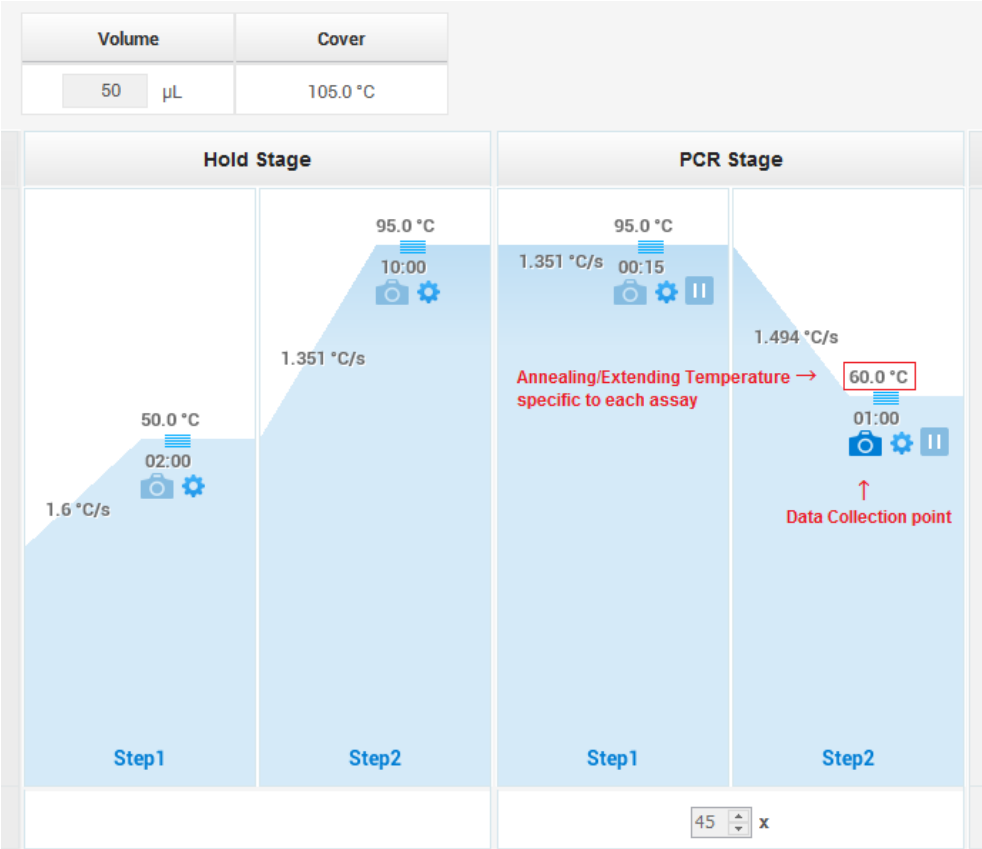 Volume Cover
50 µL 105.0 °C
Hold Stage PCR Stage
95.0 °C 95.0 °C
10:00 1.351 °C/s 00:15
1.351 °C/s 1.494 °C/s
Annealing/Extending Temperature → 60.0 °C
specific to each assay
50.0 °C 01:00
02:00
1.6 °C/s ↑
Data Collection point
Step1 Step2 Step1 Step2
45 x